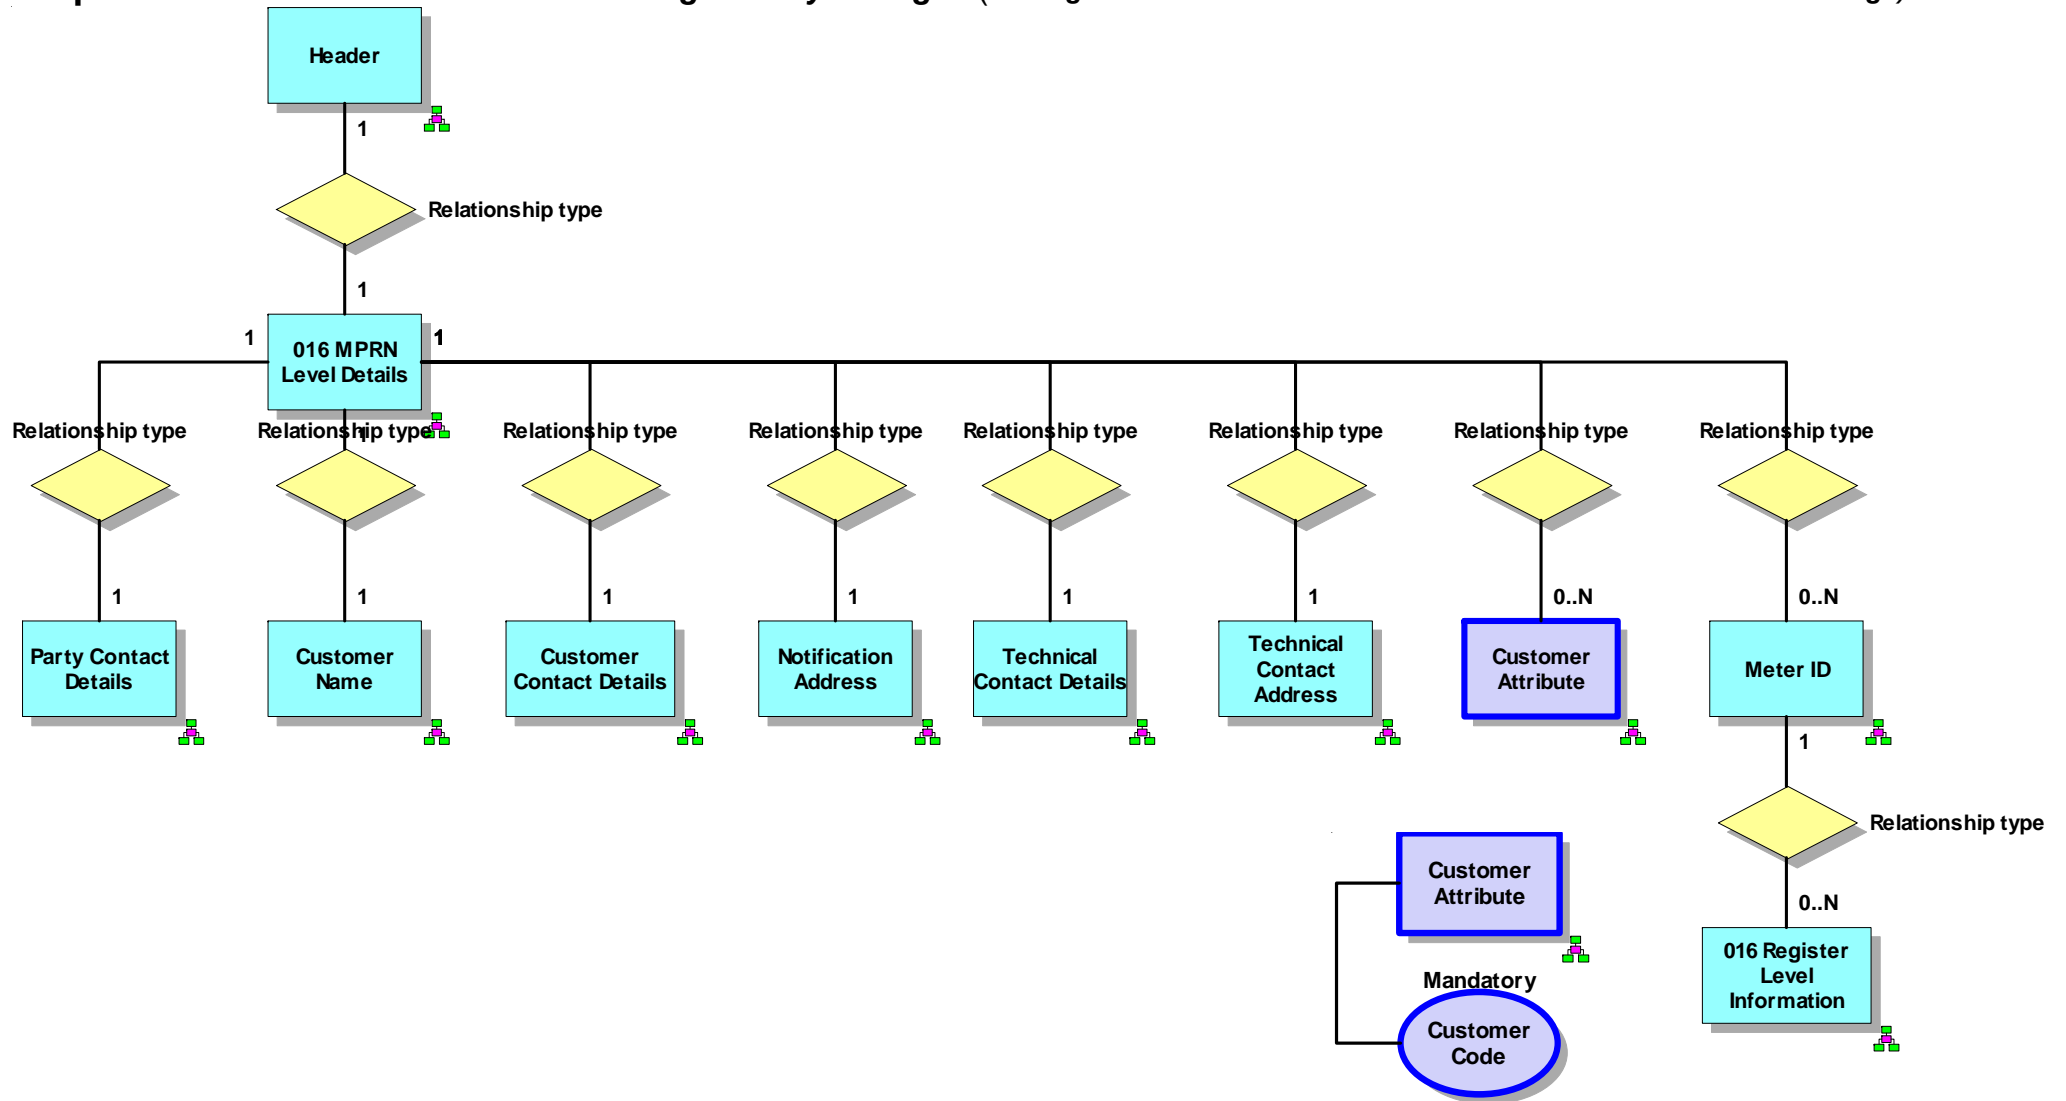 Header
1
Relationship type
1
1
016 MPRN
Level Details
1
Relationship type
Relationship type
1
Relationship type
Relationship type
Relationship type
Relationship type
Relationship type
Relationship type
1
1
1
1
1
1
0..N
0..N
Party Contact
Details
Customer
Name
Customer
Contact Details
Notification
Address
Technical
Contact Details
Technical
Contact
Address
Customer
Attribute
Meter ID
1
Relationship type
0..N
016 Register
Level
Information
Customer
Attribute
Mandatory
Customer
Code